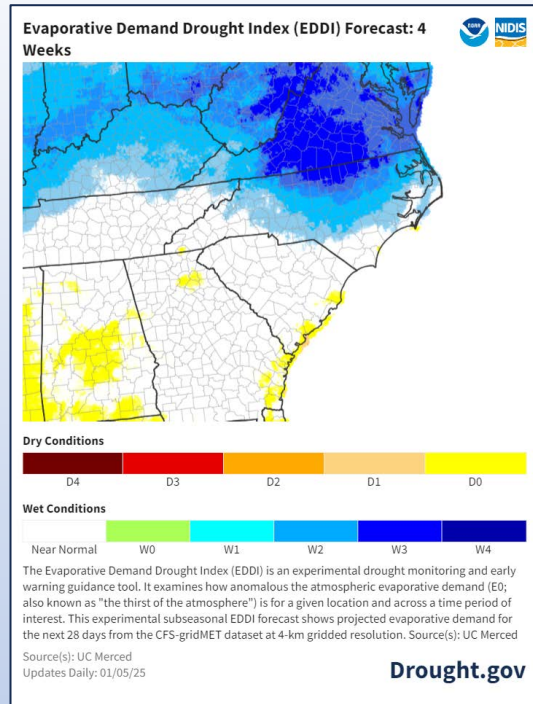 Evaporative Demand Drought Index (EDDI) Forecast: 4
Weeks
NOAA
NIDIS
Dry Conditions
D4 D3 D2 D1 D0
Wet Conditions
Near Normal W0 W1 W2 W3 W4
The Evaporative Demand Drought Index (EDDI) is an experimental drought monitoring and early
warning guidance tool. It examines how anomalous the atmospheric evaporative demand (E0;
also known as "the thirst of the atmosphere") is for a given location and across a time period of
interest. This experimental subseasonal EDDI forecast shows projected evaporative demand for
the next 28 days from the CFS-gridMET dataset at 4-km gridded resolution. Source(s): UC Merced
Source(s): UC Merced
Updates Daily: 01/05/25
Drought.gov